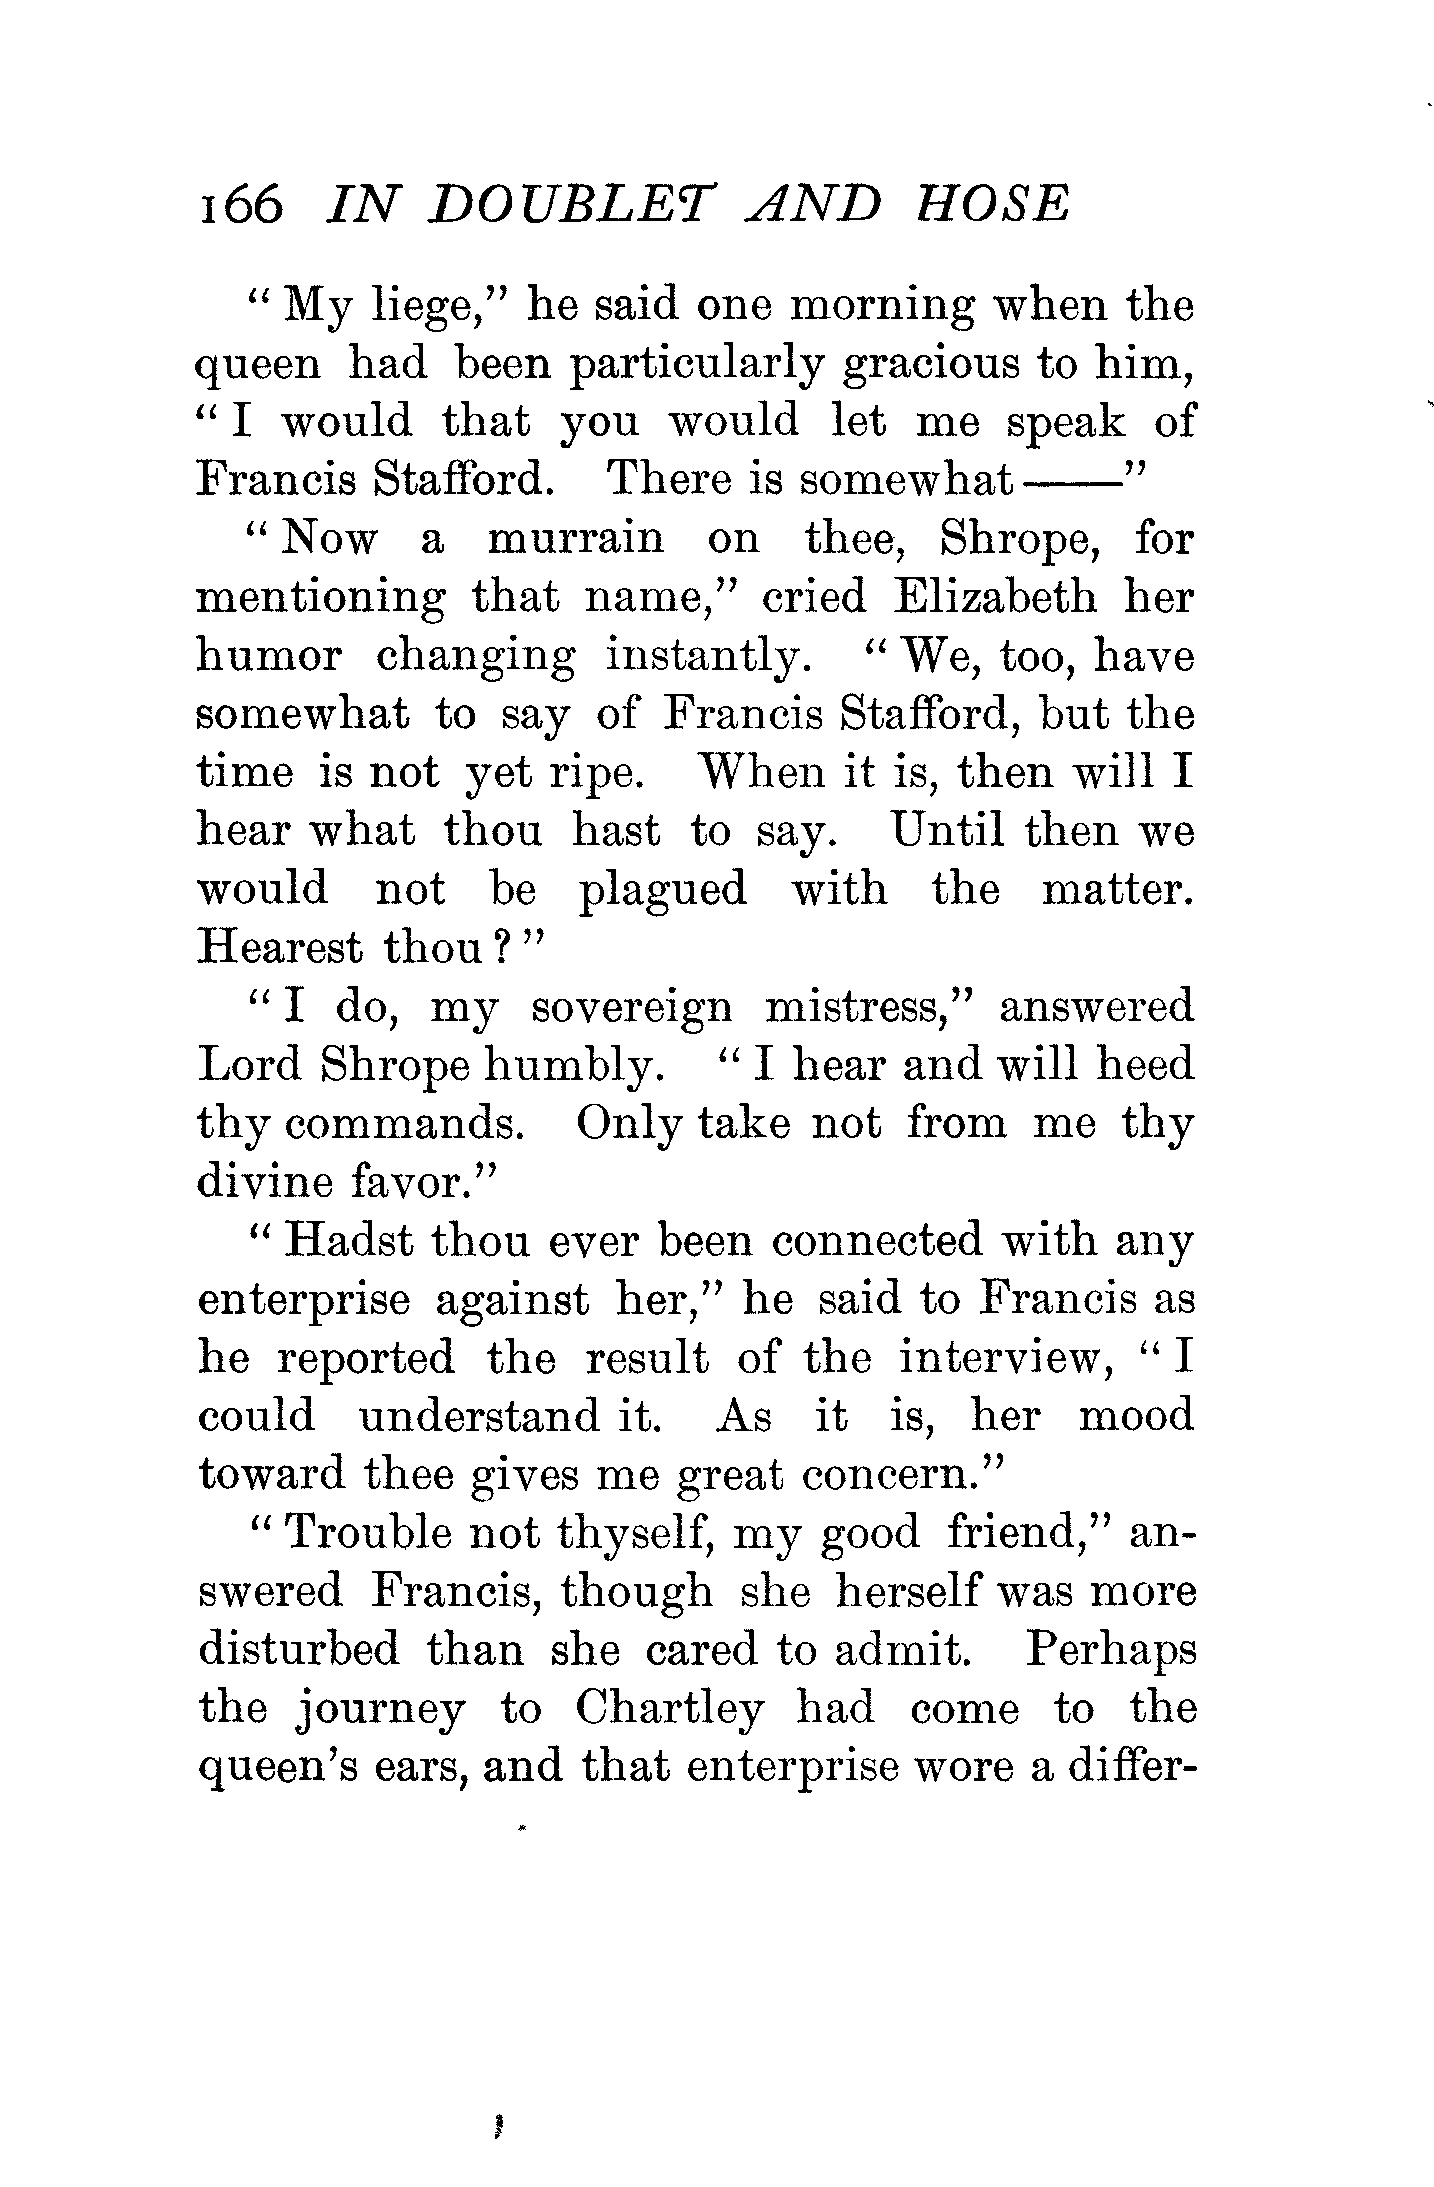 166 IN DOUBLET AND HOSE
" My liege," he said one morning when the
queen had been particularly gracious to him,
" I would that you would let me speak of
Francis Stafford. There is somewhat——"
" Now a murrain on thee, Shrope, for
mentioning that name," cried Elizabeth her
humor changing instantly. " We, too, have
somewhat to say of Francis Stafford, but the
time is not yet ripe. When it is, then will I
hear what thou hast to say. Until then we
would not be plagued with the matter.
Hearest thou ? "
" I do, my sovereign mistress," answered
Lord Shrope humbly. " I hear and will heed
thy commands. Only take not from me thy
divine favor."
" Hadst thou ever been connected with any
enterprise against her," he said to Francis as
he reported the result of the interview, " I
could understand it. As it is, her mood
toward thee gives me great concern."
" Trouble not thyself, my good friend," an-
swered Francis, though she herself was more
disturbed than she cared to admit. Perhaps
the journey to Chartley had come to the
queen's ears, and that enterprise wore a differ-